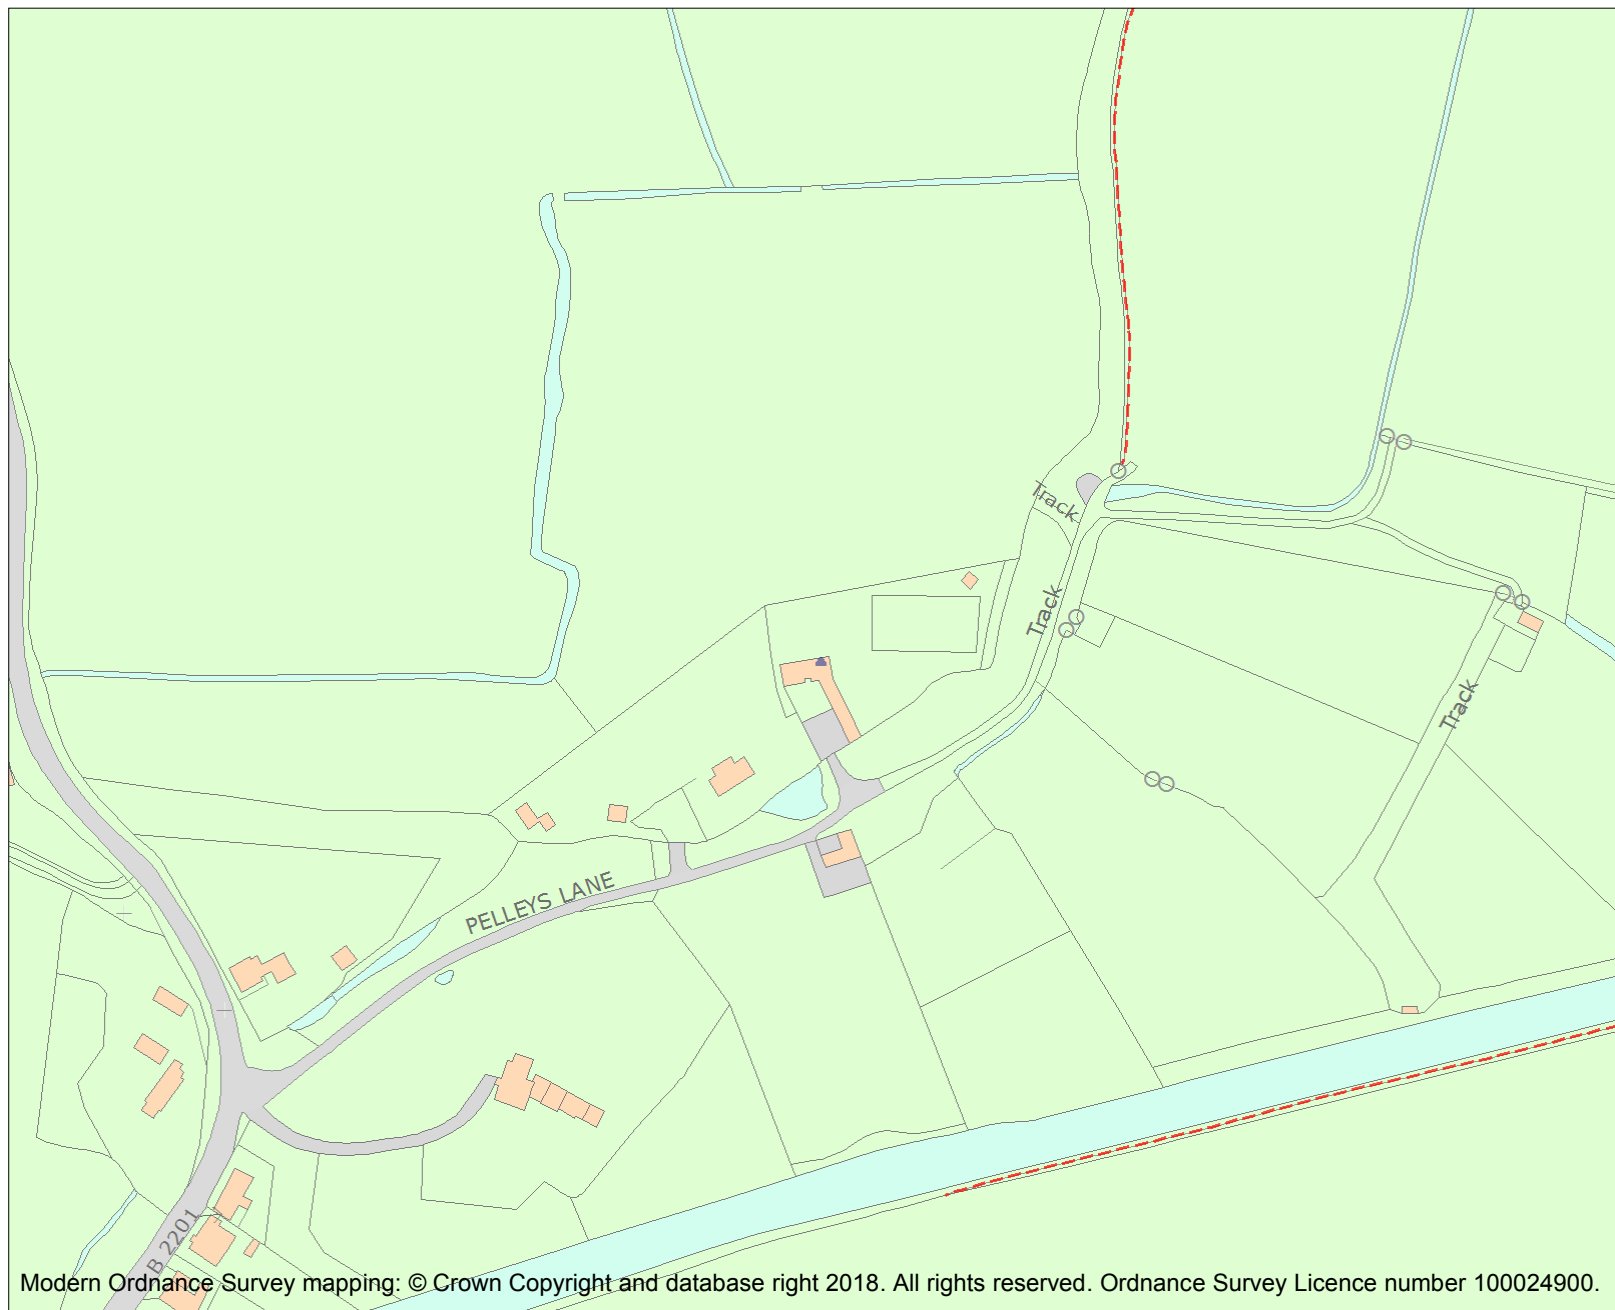 Track
Track
Track
PELLEYS LANE
B 2201
Modern Ordnance Survey mapping: © Crown Copyright and database right 2018. All rights reserved. Ordnance Survey Licence number 100024900.